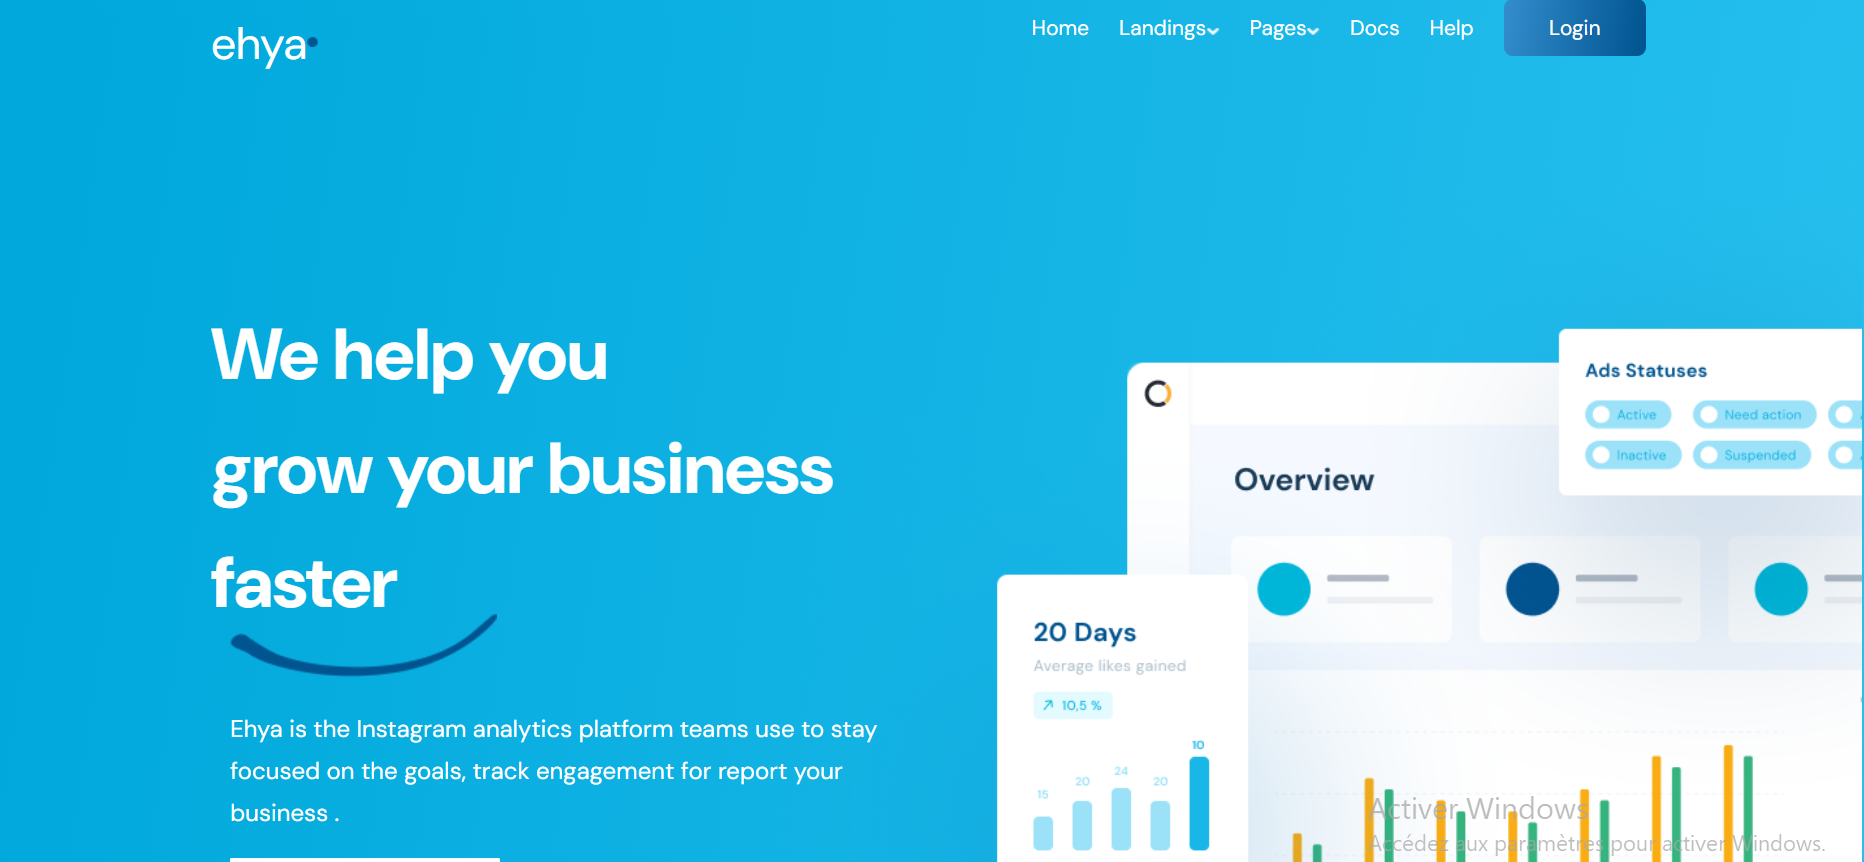 ehya
Home Landings Pages Docs Help Login
We help you
grow your business
faster
Ehya is the Instagram analytics platform teams use to stay
focused on the goals, track engagement for report your
business .
Ads Statuses
Active Need action
Inactive Suspended
Overview
20 Days
Average likes gained
10,5 %
15 20 24 20 10
Activer Windows
Accédez aux paramètres pour activer Windows.